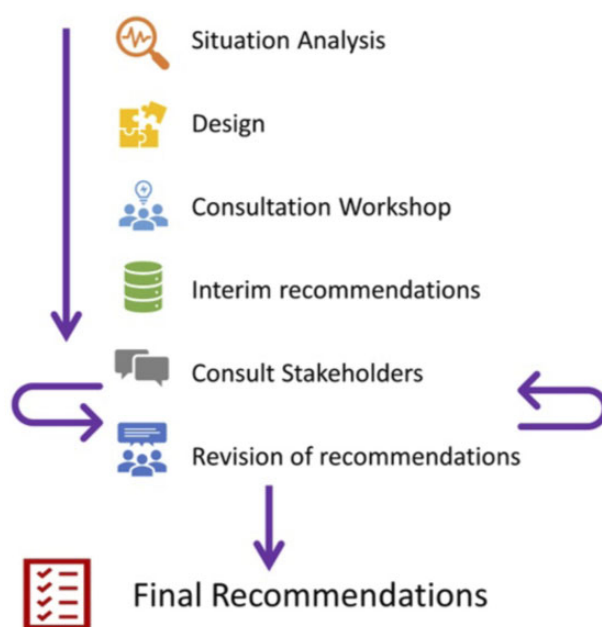 Situation Analysis
Design
Consultation Workshop
Interim recommendations
Consult Stakeholders
Revision of recommendations
Final Recommendations